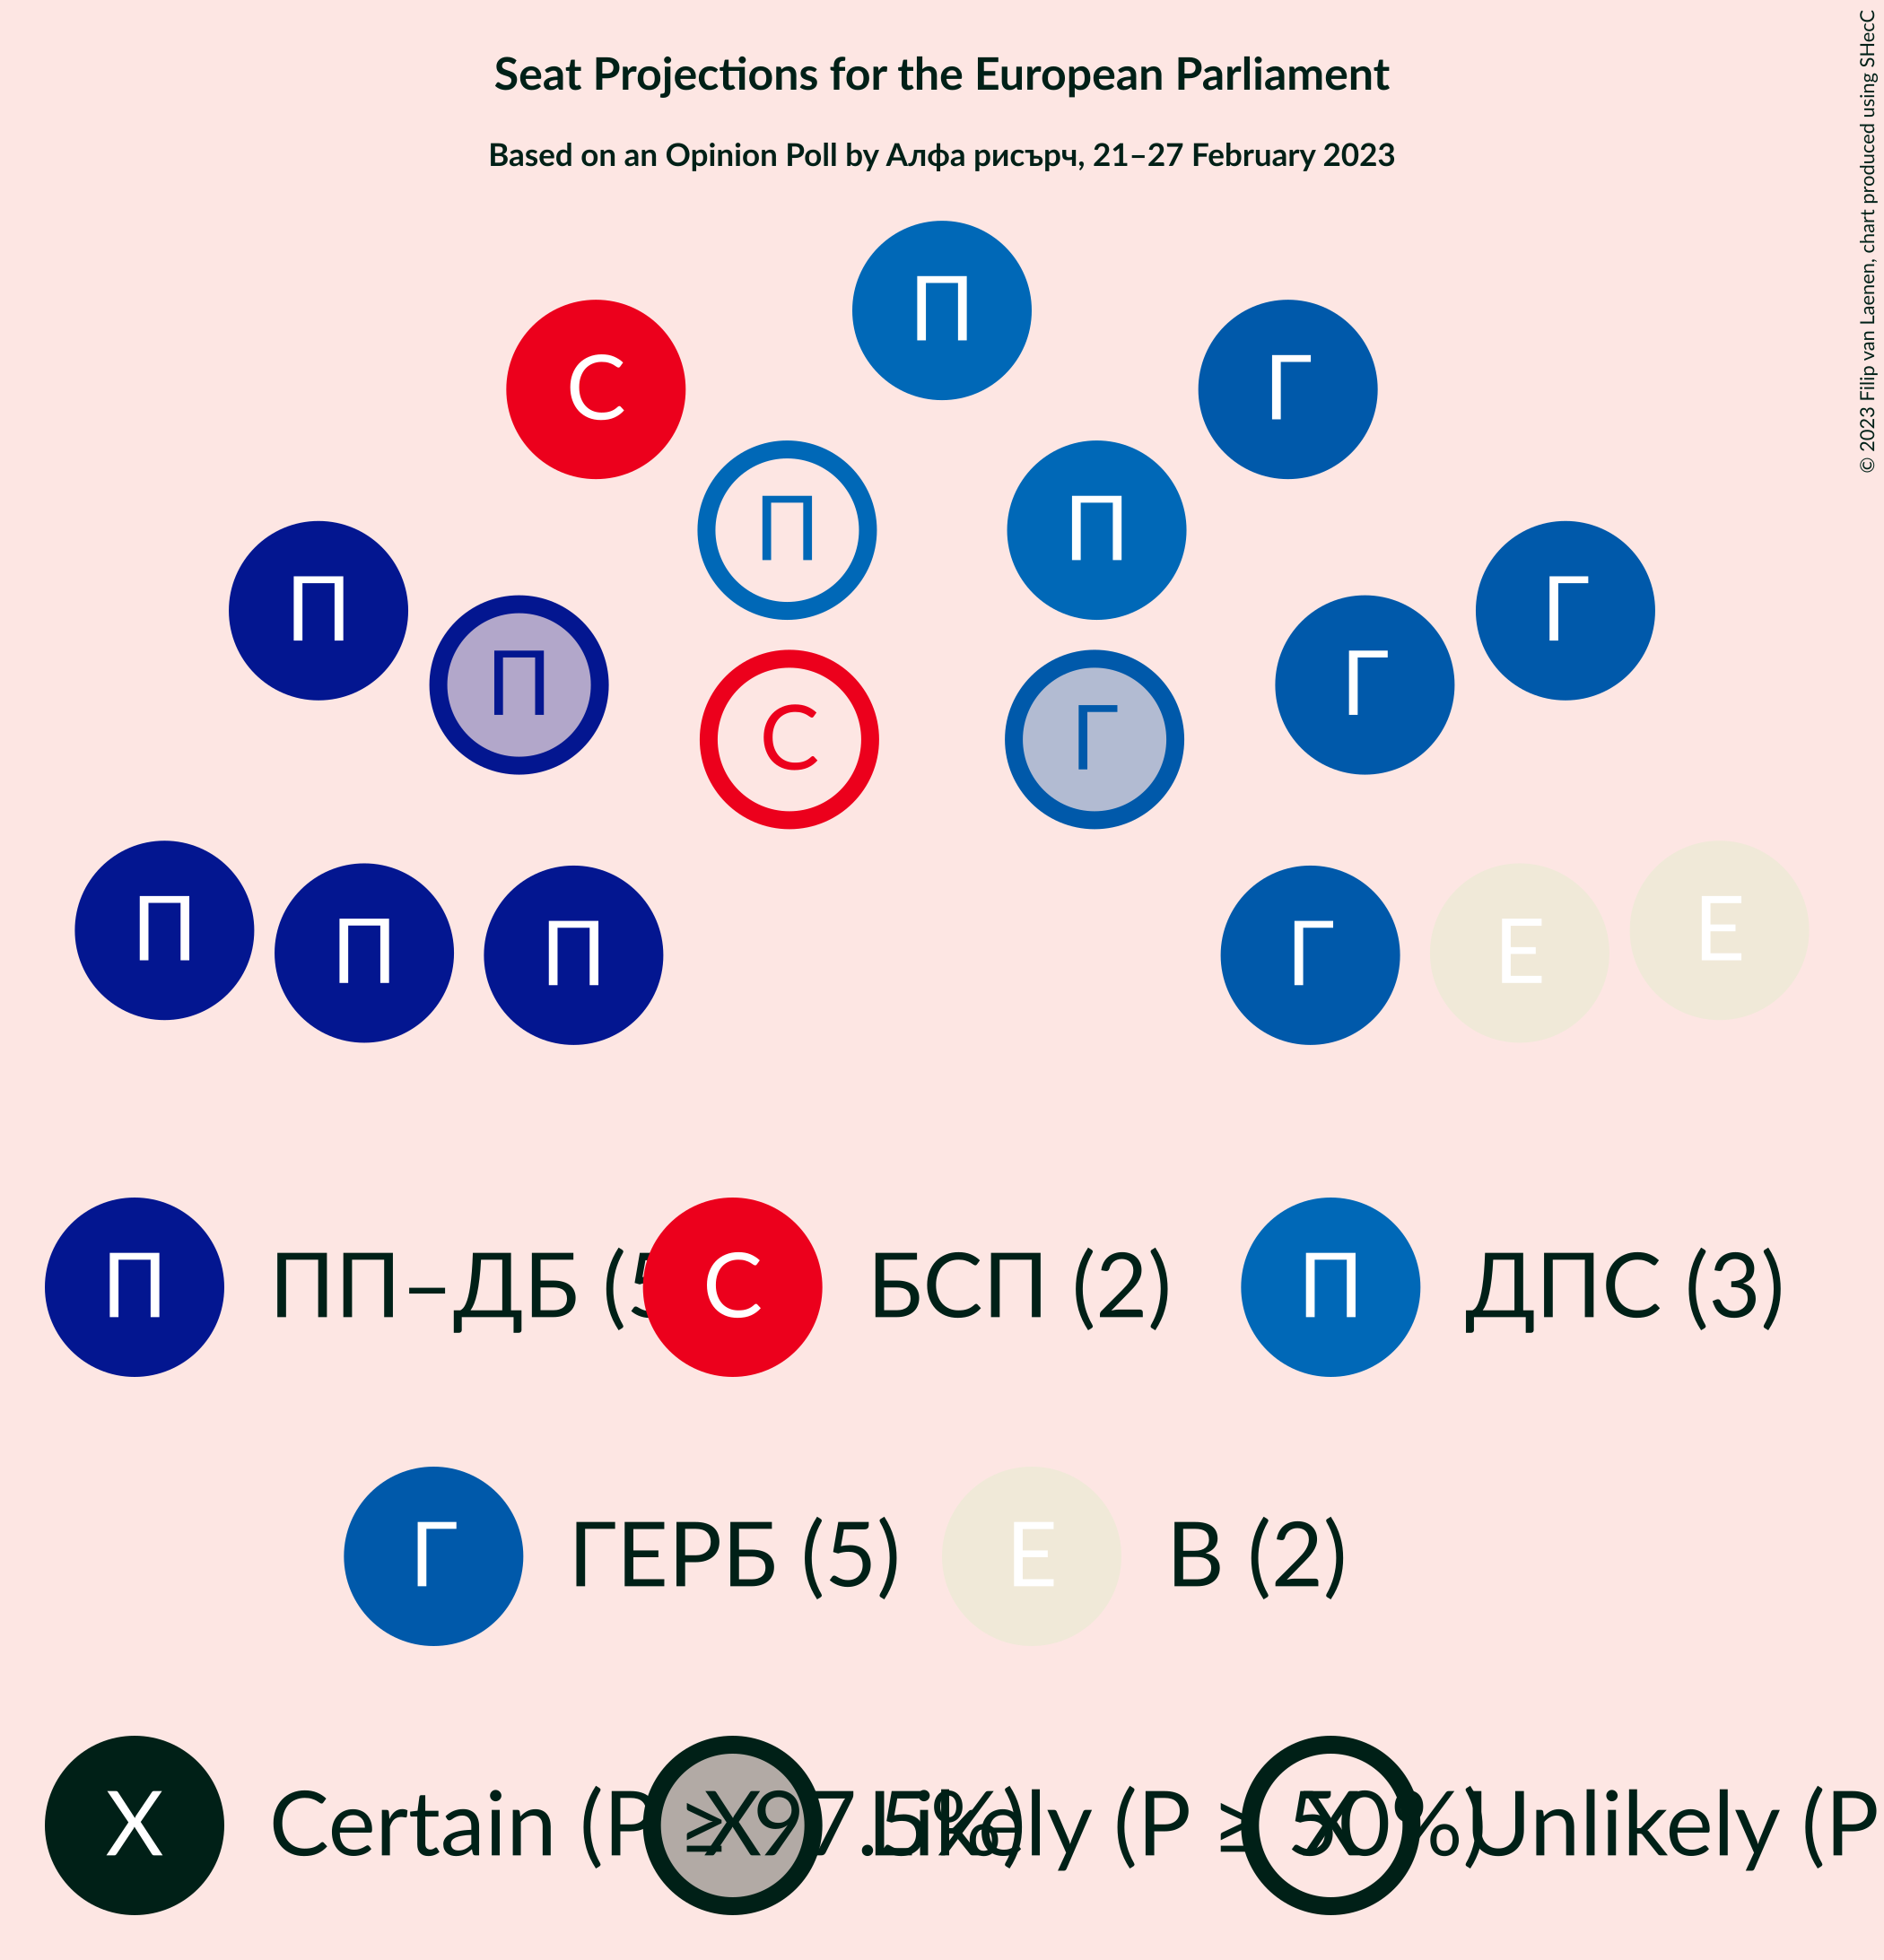 Seat Projections for the European Parliament
Based on an Opinion Poll by Алфа рисърч, 21–27 February 2023
© 2023 Filip van Laenen, chart produced using SHecC
П
С Г
П П
П Г
П Г
С Г
П Г
П П Г Е Е
П ПП–ДБ (5 С БСП (2) П ДПС (3)
Г ГЕРБ (5) Е В (2)
X Certain (P ≥ 97.5%) X Likely (P ≥ 50%) X Unlikely (P